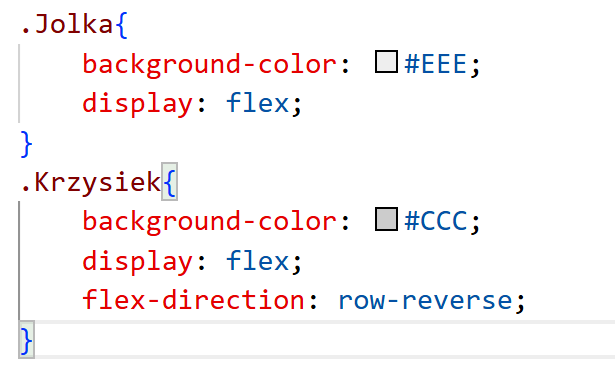 .Jolka{
background-color: #EEE;
display: flex;
}
.Krzysiek{
background-color: #CCC;
display: flex;
flex-direction: row-reverse;
}